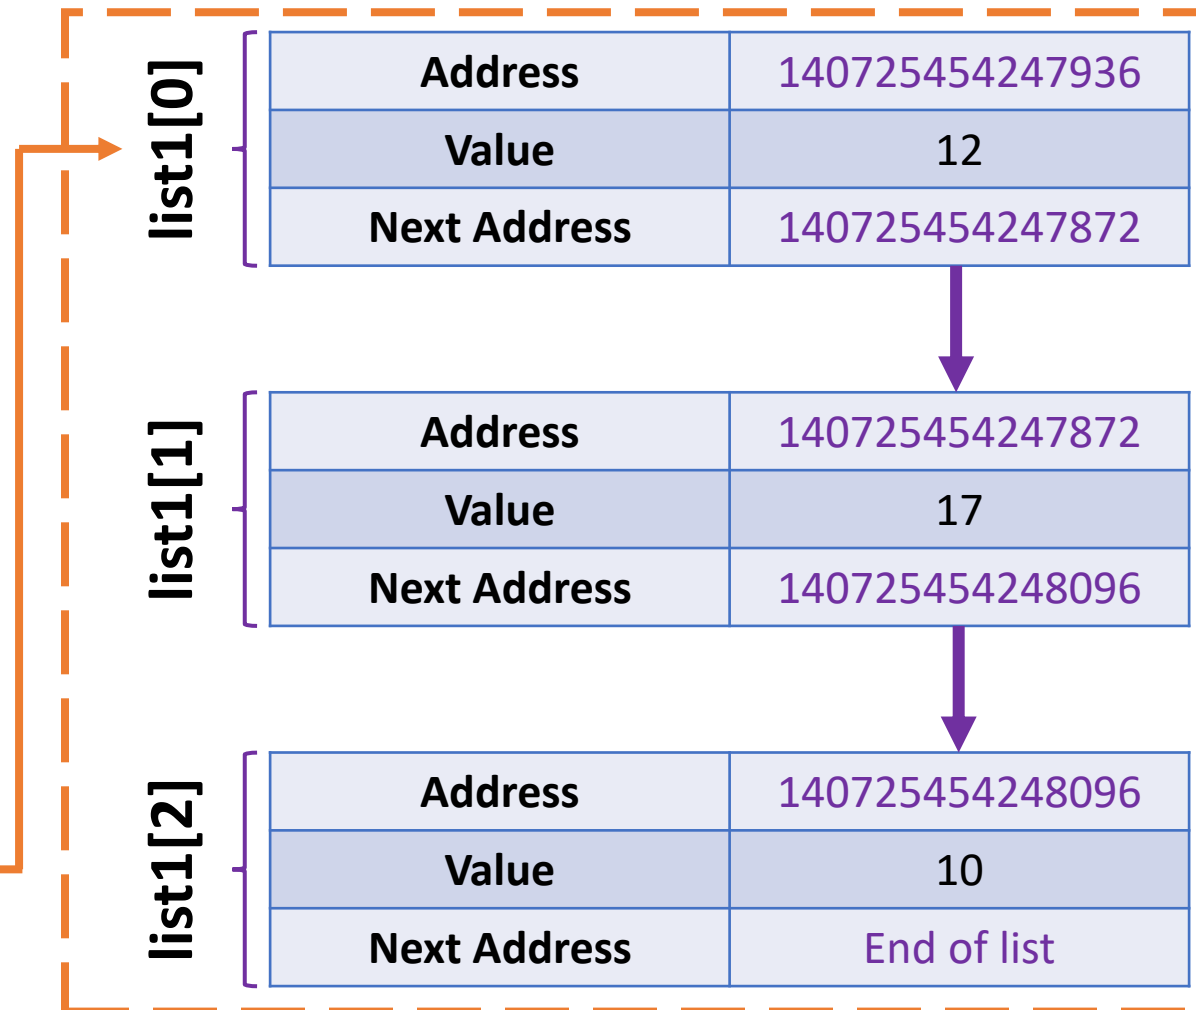 list1[0]
Address 140725454247936
Value 12
Next Address 140725454247872
list1[1]
Address 140725454247872
Value 17
Next Address 140725454248096
list1[2]
Address 140725454248096
Value 10
Next Address End of list